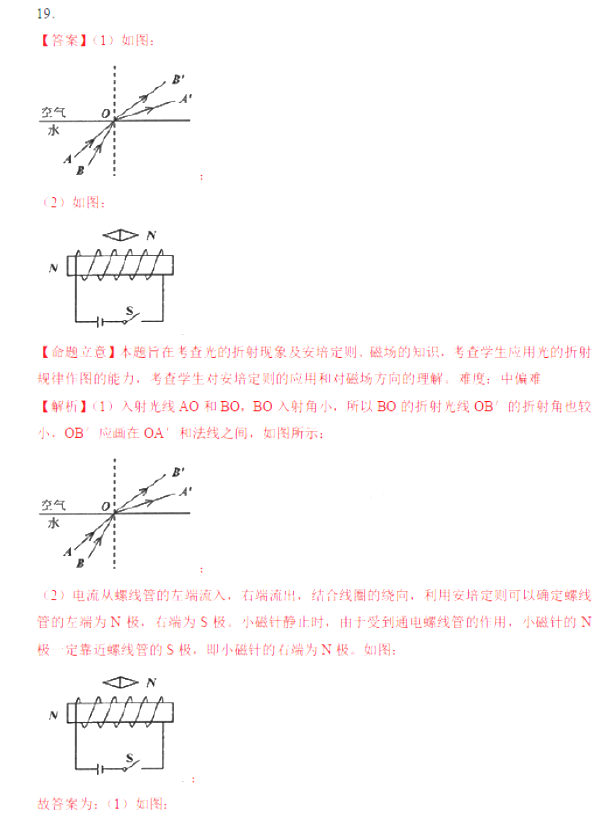 19.
【答案】（1）如图：
B'
A'
空气
O
水
A
B
；
（2）如图：
N
N
S
【命题立意】本题旨在考查光的折射现象及安培定则、磁场的知识，考查学生应用光的折射
规律作图的能力，考查学生对安培定则的应用和对磁场方向的理解。难度：中偏难
【解析】（1）入射光线 AO 和 BO，BO 入射角小，所以 BO 的折射光线 OB′ 的折射角也较
小，OB′ 应画在 OA′ 和法线之间，如图所示：
B'
A'
空气
O
水
A
B
；
（2）电流从螺线管的左端流入，右端流出，结合线圈的绕向，利用安培定则可以确定螺线
管的左端为 N 极，右端为 S 极。小磁针静止时，由于受到通电螺线管的作用，小磁针的 N
极一定靠近螺线管的 S 极，即小磁针的右端为 N 极。如图：
N
N
S
；
故答案为：（1）如图：